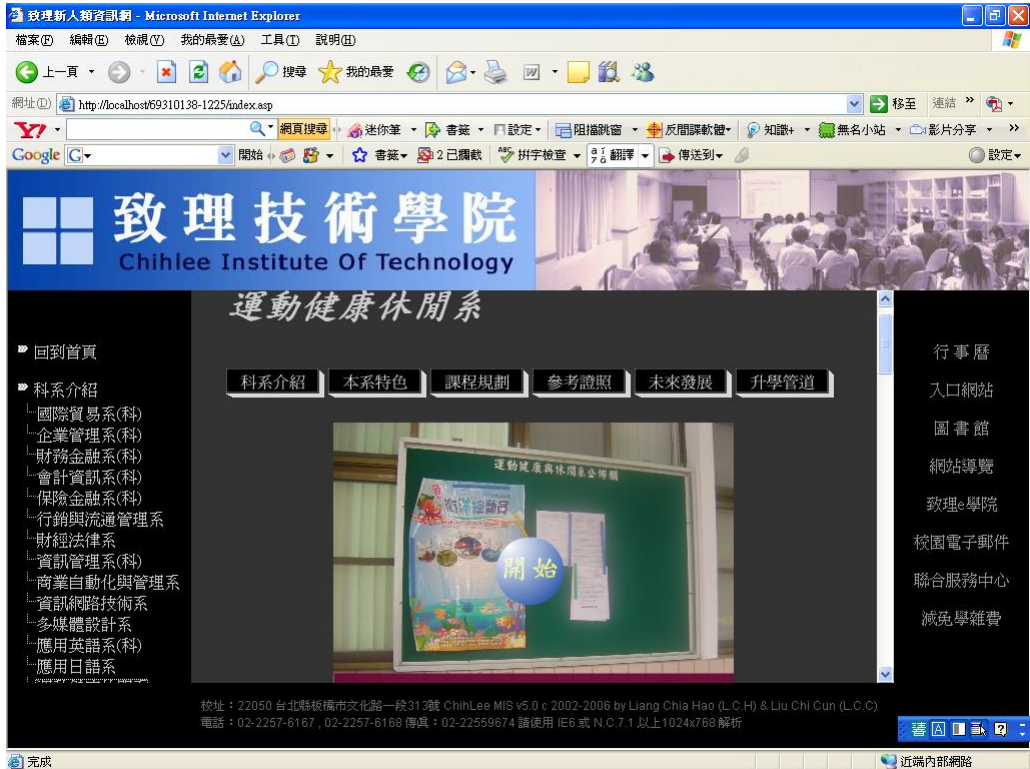 致理新人類資訊網 - Microsoft Internet Explorer
檔案(F) 編輯(E) 檢視(V) 我的最愛(A) 工具(T) 說明(H)
上一頁 搜尋 我的最愛
網址(D) http://localhost/69310138-1225/index.asp 移至 連結 »
Y7 網頁搜尋 迷你筆 書籤 設定 阻擋跳窗 反間諜軟體 知識+ 無名小站 影片分享 »
Google G 開始 書籤 2 已攔截 拼字檢查 翻譯 傳送到 設定
致理技術學院
Chihlee Institute Of Technology
運動健康休閒系
回到首頁
科系介紹
國際貿易系(科)
企業管理系(科)
財務金融系(科)
會計資訊系(科)
保險金融系(科)
行銷與流通管理系
財經法律系
資訊管理系(科)
商業自動化與管理系
資訊網路技術系
多媒體設計系
應用英語系(科)
應用日語系
科系介紹 本系特色 課程規劃 參考證照 未來發展 升學管道
運動健康與休閒系公佈欄
海洋總動員
開始
行事曆
入口網站
圖書館
網站導覽
致理e學院
校園電子郵件
聯合服務中心
減免學雜費
校址：22050 台北縣板橋市文化路一段313號 ChihLee MIS v5.0 c 2002-2006 by Liang Chia Hao (L.C.H) & Liu Chi Cun (L.C.C)
電話：02-2257-6167 , 02-2257-6168 傳真：02-22559674 請使用 IE6 或 N.C.7.1 以上1024x768 解析
完成 近端內部網路